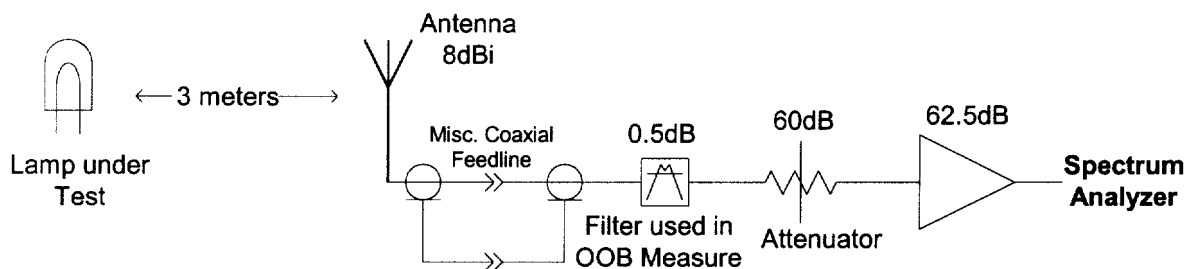 Antenna
8dBi
3 meters
Lamp under
Test
Misc. Coaxial
Feedline
0.5dB
Filter used in
OOB Measure
60dB
Attenuator
62.5dB
Spectrum
Analyzer